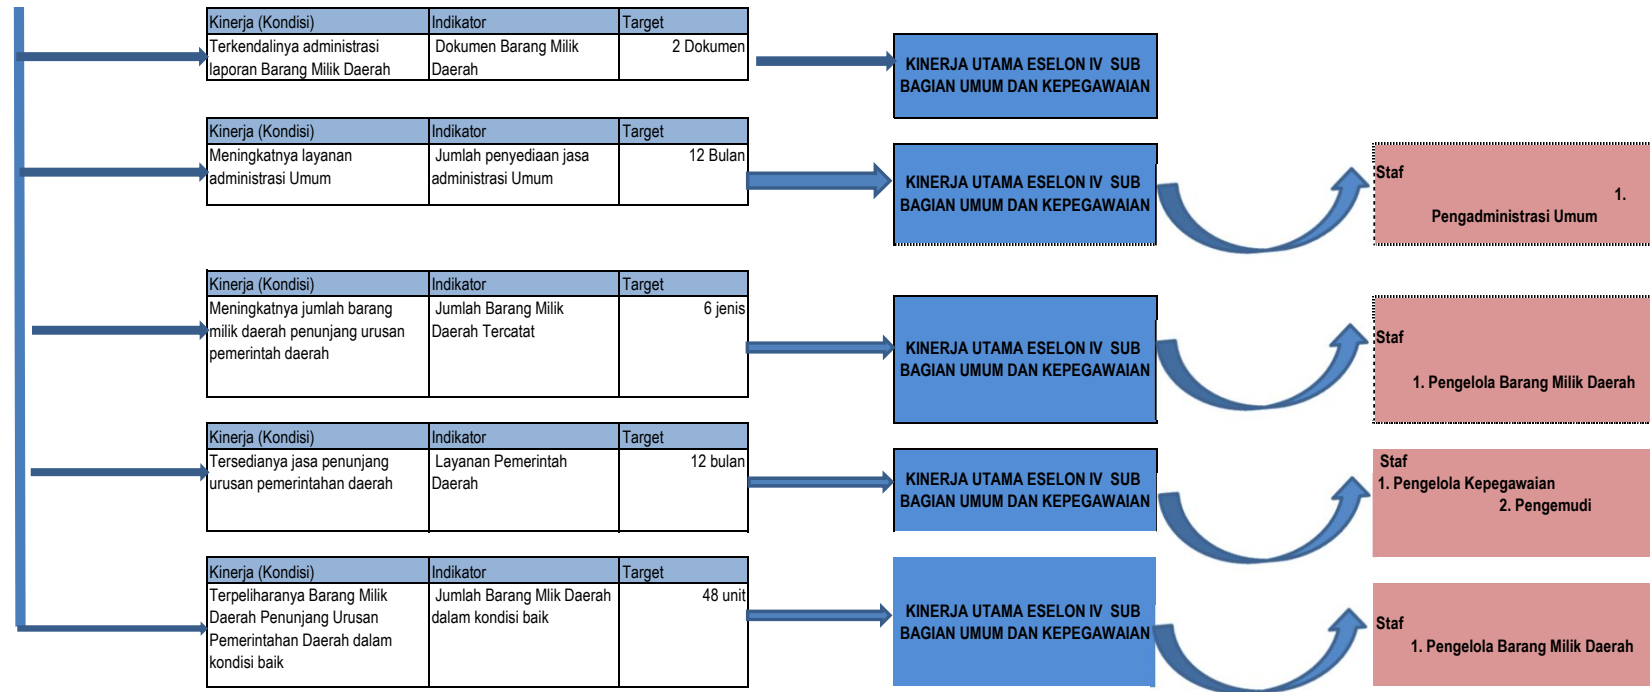 Kinerja (Kondisi) Indikator Target
Terkendalinya administrasi Dokumen Barang Milik 2 Dokumen
laporan Barang Milik Daerah Daerah
KINERJA UTAMA ESELON IV SUB
BAGIAN UMUM DAN KEPEGAWAIAN
Kinerja (Kondisi) Indikator Target
Meningkatnya layanan Jumlah penyediaan jasa 12 Bulan
administrasi Umum administrasi Umum
KINERJA UTAMA ESELON IV SUB
BAGIAN UMUM DAN KEPEGAWAIAN
Staf
1.
Pengadministrasi Umum
Kinerja (Kondisi) Indikator Target
Meningkatnya jumlah barang Jumlah Barang Milik 6 jenis
milik daerah penunjang urusan Daerah Tercatat
pemerintah daerah
KINERJA UTAMA ESELON IV SUB
BAGIAN UMUM DAN KEPEGAWAIAN
Staf
1. Pengelola Barang Milik Daerah
Kinerja (Kondisi) Indikator Target
Tersedianya jasa penunjang Layanan Pemerintah 12 bulan
urusan pemerintahan daerah Daerah
KINERJA UTAMA ESELON IV SUB
BAGIAN UMUM DAN KEPEGAWAIAN
Staf
1. Pengelola Kepegawaian
2. Pengemudi
Kinerja (Kondisi) Indikator Target
Terpeliharanya Barang Milik Jumlah Barang Mlik Daerah 48 unit
Daerah Penunjang Urusan dalam kondisi baik
Pemerintahan Daerah dalam
kondisi baik
KINERJA UTAMA ESELON IV SUB
BAGIAN UMUM DAN KEPEGAWAIAN
Staf
1. Pengelola Barang Milik Daerah